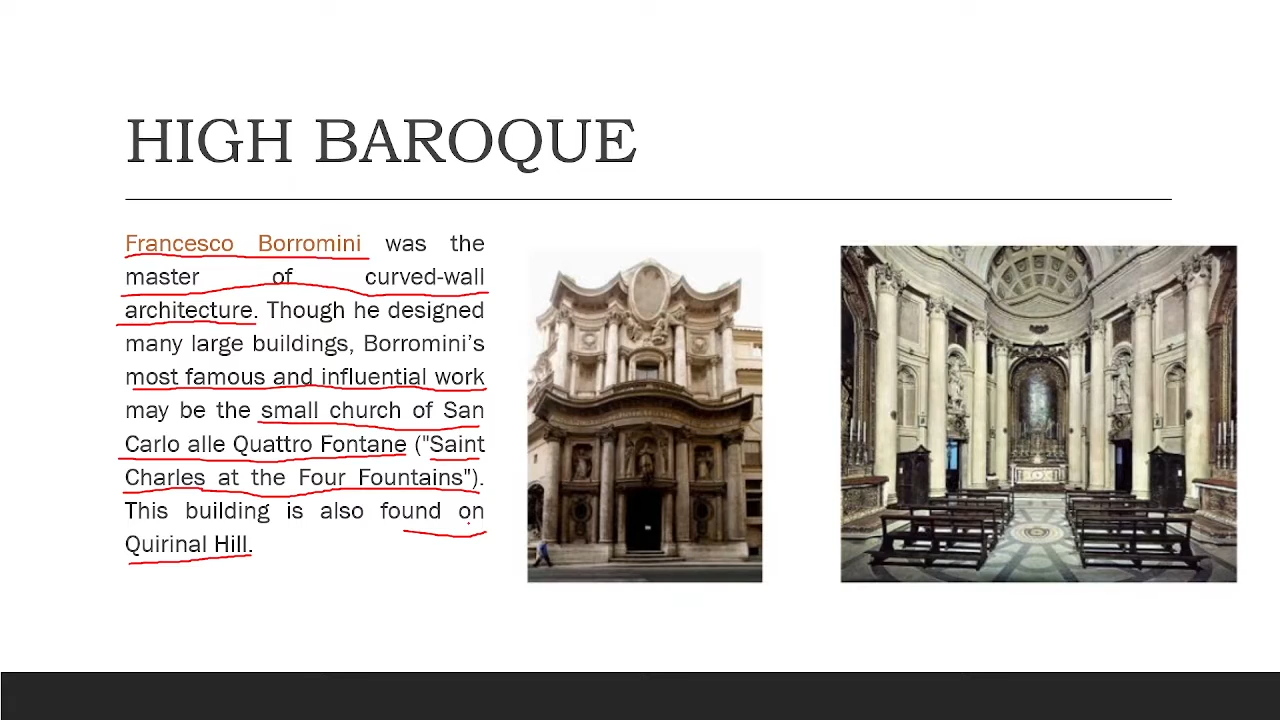 HIGH BAROQUE
Francesco Borromini was the
master of curved-wall
architecture. Though he designed
many large buildings, Borromini's
most famous and influential work
may be the small church of San
Carlo alle Quattro Fontane ("Saint
Charles at the Four Fountains").
This building is also found on
Quirinal Hill.